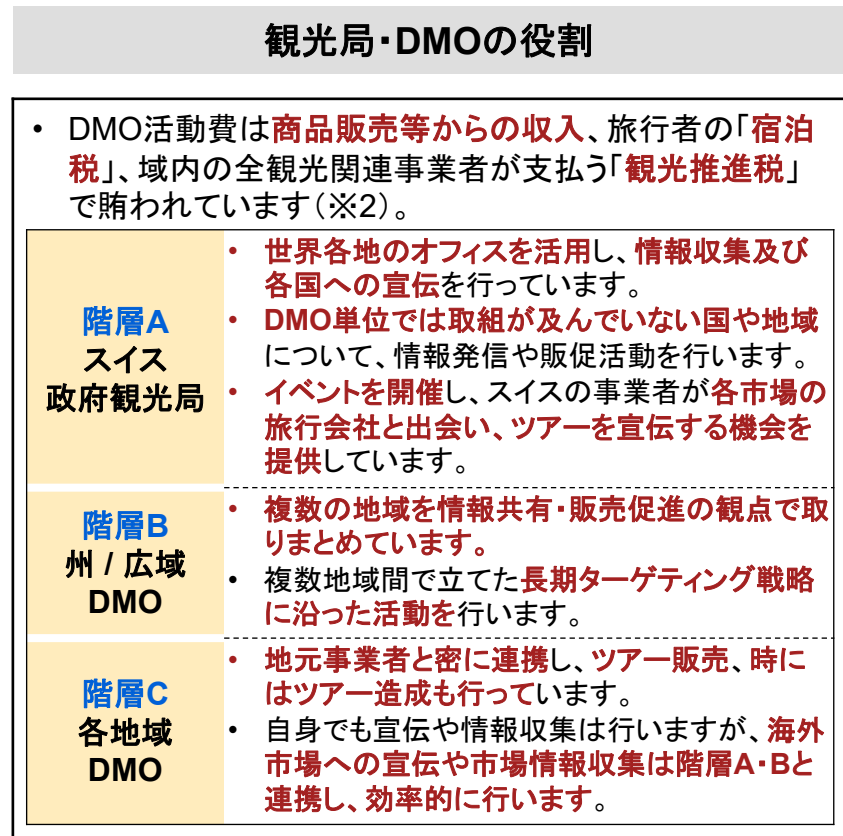 観光局・DMOの役割
• DMO活動費は商品販売等からの収入、旅行者の「宿泊
税」、域内の全観光関連事業者が支払う「観光推進税」
で賄われています(※2)。
階層A
スイス
政府観光局
• 世界各地のオフィスを活用し、情報収集及び
各国への宣伝を行っています。
• DMO単位では取組が及んでいない国や地域
について、情報発信や販促活動を行います。
• イベントを開催し、スイスの事業者が各市場の
旅行会社と出会い、ツアーを宣伝する機会を
提供しています。
階層B
州 / 広域
DMO
• 複数の地域を情報共有・販売促進の観点で取
りまとめています。
• 複数地域間で立てた長期ターゲティング戦略
に沿った活動を行います。
階層C
各地域
DMO
• 地元事業者と密に連携し、ツアー販売、時に
はツアー造成も行っています。
• 自身でも宣伝や情報収集は行いますが、海外
市場への宣伝や市場情報収集は階層A・Bと
連携し、効率的に行います。